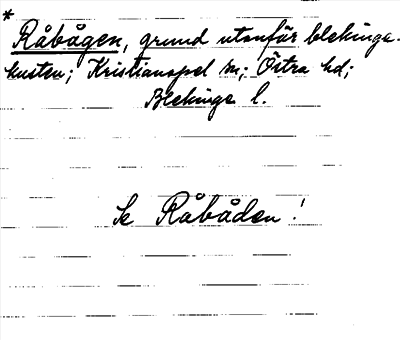 *
Råbågen, grund utanför blekinge-
kusten; Kristianopel sn; Östra hd;
Blekinge l.
Se Råbåden!